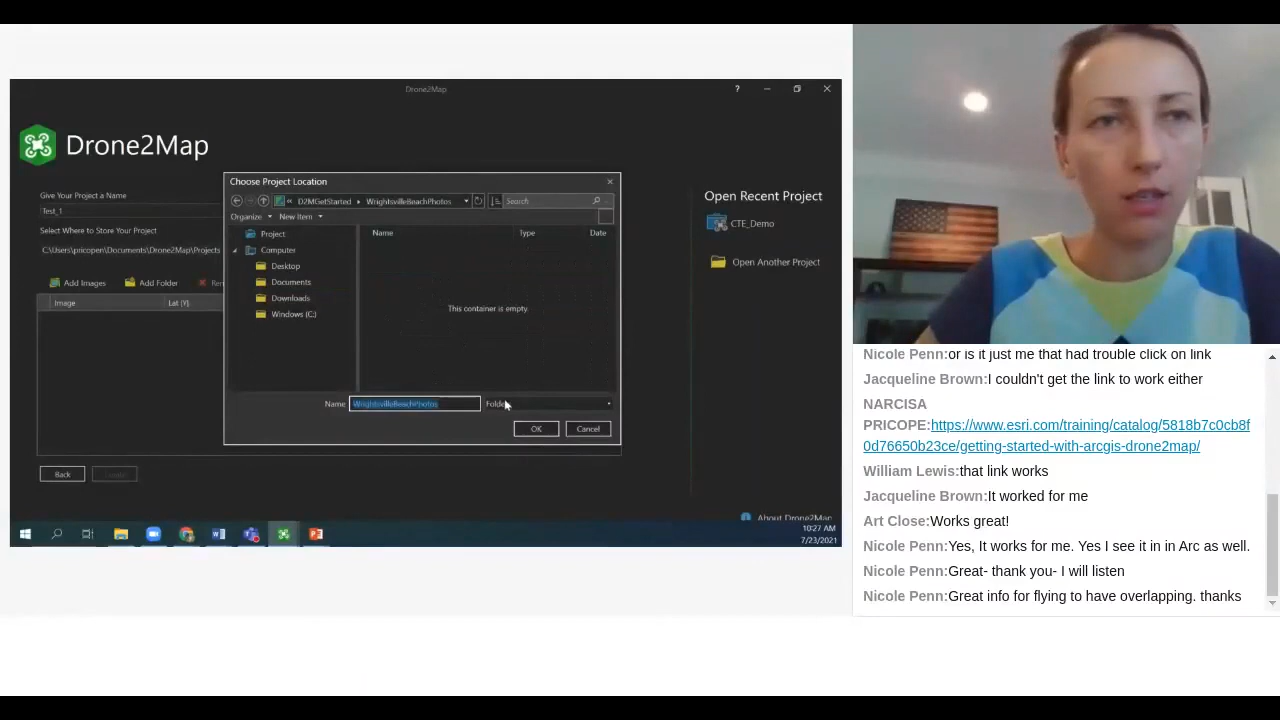 Drone2Map
?
Drone2Map
Give Your Project a Name
Test_1
Select Where to Store Your Project
C:\Users\pricopen\Documents\Drone2Map\Projects
Add Images
Add Folder
Image
Lat (Y)
Back
Choose Project Location
D2MGetStarted
WrightsvilleBeachPhotos
Search
Organize
New Item
Project
Computer
Desktop
Documents
Downloads
Windows (C:)
Name
Type
Date
This container is empty.
Name
WrightsvilleBeachPhotos
Folder
OK
Cancel
Open Recent Project
CTE_Demo
Open Another Project
About Drone2Map
10:27 AM
7/23/2021
Nicole Penn:or is it just me that had trouble click on link
Jacqueline Brown:I couldn't get the link to work either
NARCISA
PRICOPE:https://www.esri.com/training/catalog/5818b7c0cb8f
0d76650b23ce/getting-started-with-arcgis-drone2map/
William Lewis:that link works
Jacqueline Brown:It worked for me
Art Close:Works great!
Nicole Penn:Yes, It works for me. Yes I see it in in Arc as well.
Nicole Penn:Great- thank you- I will listen
Nicole Penn:Great info for flying to have overlapping. thanks